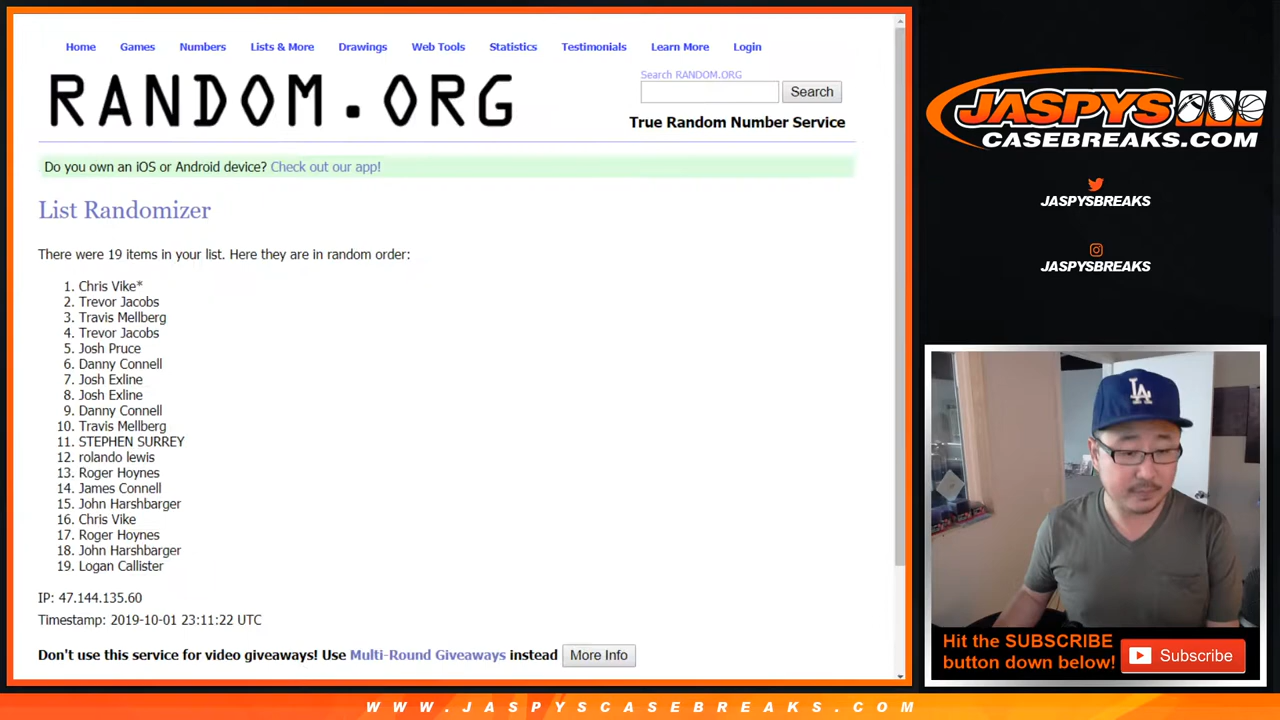 Home Games Numbers Lists & More Drawings Web Tools Statistics Testimonials Learn More Login
RANDOM.ORG
Search RANDOM.ORG
Search
True Random Number Service
Do you own an iOS or Android device? Check out our app!
List Randomizer
There were 19 items in your list. Here they are in random order:
1. Chris Vike*
2. Trevor Jacobs
3. Travis Mellberg
4. Trevor Jacobs
5. Josh Pruce
6. Danny Connell
7. Josh Exline
8. Josh Exline
9. Danny Connell
10. Travis Mellberg
11. STEPHEN SURREY
12. rolando lewis
13. Roger Hoynes
14. James Connell
15. John Harshbarger
16. Chris Vike
17. Roger Hoynes
18. John Harshbarger
19. Logan Callister
IP: 47.144.135.60
Timestamp: 2019-10-01 23:11:22 UTC
Don't use this service for video giveaways! Use Multi-Round Giveaways instead More Info
JASPYS
CASEBREAKS.COM
JASPYSBREAKS
JASPYSBREAKS
LA
Hit the SUBSCRIBE
button down below!
Subscribe
WWW.JASPYSCASEBREAKS.COM